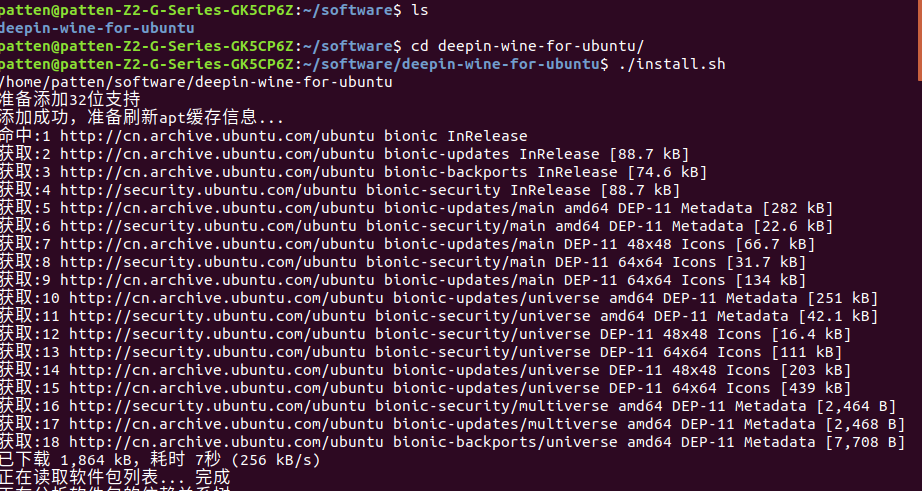 patten@patten-Z2-G-Series-GK5CP6Z:~/software$ ls
deepin-wine-for-ubuntu
patten@patten-Z2-G-Series-GK5CP6Z:~/software$ cd deepin-wine-for-ubuntu/
patten@patten-Z2-G-Series-GK5CP6Z:~/software/deepin-wine-for-ubuntu$ ./install.sh
/home/patten/software/deepin-wine-for-ubuntu
准备添加32位支持
添加成功，准备刷新apt缓存信息...
命中:1 http://cn.archive.ubuntu.com/ubuntu bionic InRelease
获取:2 http://cn.archive.ubuntu.com/ubuntu bionic-updates InRelease [88.7 kB]
获取:3 http://cn.archive.ubuntu.com/ubuntu bionic-backports InRelease [74.6 kB]
获取:4 http://security.ubuntu.com/ubuntu bionic-security InRelease [88.7 kB]
获取:5 http://cn.archive.ubuntu.com/ubuntu bionic-updates/main amd64 DEP-11 Metadata [282 kB]
获取:6 http://security.ubuntu.com/ubuntu bionic-security/main amd64 DEP-11 Metadata [22.6 kB]
获取:7 http://cn.archive.ubuntu.com/ubuntu bionic-updates/main DEP-11 48x48 Icons [66.7 kB]
获取:8 http://security.ubuntu.com/ubuntu bionic-security/main DEP-11 64x64 Icons [31.7 kB]
获取:9 http://cn.archive.ubuntu.com/ubuntu bionic-updates/main DEP-11 64x64 Icons [134 kB]
获取:10 http://cn.archive.ubuntu.com/ubuntu bionic-updates/universe amd64 DEP-11 Metadata [251 kB]
获取:11 http://security.ubuntu.com/ubuntu bionic-security/universe amd64 DEP-11 Metadata [42.1 kB]
获取:12 http://security.ubuntu.com/ubuntu bionic-security/universe DEP-11 48x48 Icons [16.4 kB]
获取:13 http://security.ubuntu.com/ubuntu bionic-security/universe DEP-11 64x64 Icons [111 kB]
获取:14 http://cn.archive.ubuntu.com/ubuntu bionic-updates/universe DEP-11 48x48 Icons [203 kB]
获取:15 http://cn.archive.ubuntu.com/ubuntu bionic-updates/universe DEP-11 64x64 Icons [439 kB]
获取:16 http://security.ubuntu.com/ubuntu bionic-security/multiverse amd64 DEP-11 Metadata [2,464 B]
获取:17 http://cn.archive.ubuntu.com/ubuntu bionic-updates/multiverse amd64 DEP-11 Metadata [2,468 B]
获取:18 http://cn.archive.ubuntu.com/ubuntu bionic-backports/universe amd64 DEP-11 Metadata [7,708 B]
已下载 1,864 kB，耗时 7秒 (256 kB/s)
正在读取软件包列表... 完成